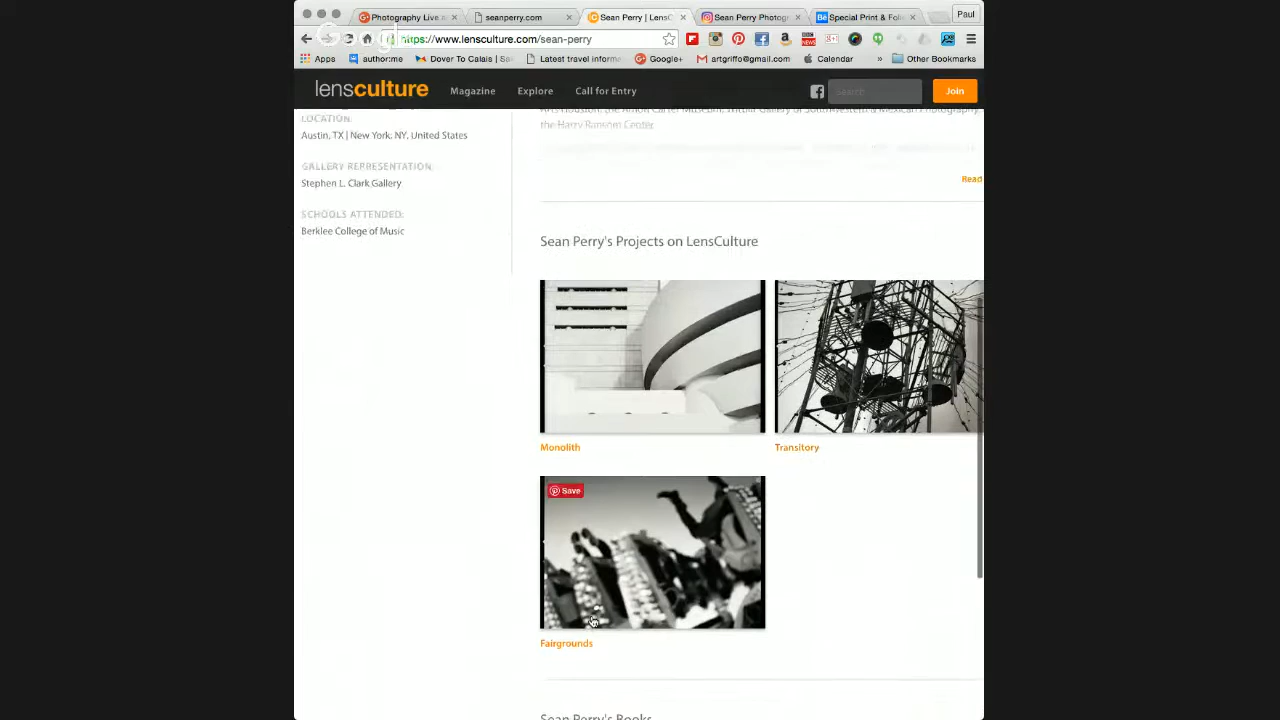 Photography Live a
seanperry.com
Sean Perry | LensC
Sean Perry Photog
Special Print & Foli
Paul
https://www.lensculture.com/sean-perry
Apps
author:me
Dover To Calais | Sa
Latest travel inform
Google+
artgriffo@gmail.com
Calendar
»
Other Bookmarks
lensculture
Magazine
Explore
Call for Entry
Search
Join
the Harry Ransom Center.
LOCATION:
Austin, TX | New York, NY, United States
GALLERY REPRESENTATION:
Stephen L. Clark Gallery
SCHOOLS ATTENDED:
Berklee College of Music
Read
Sean Perry's Projects on LensCulture
Monolith
Transitory
Save
Fairgrounds
Sean Perry's Books